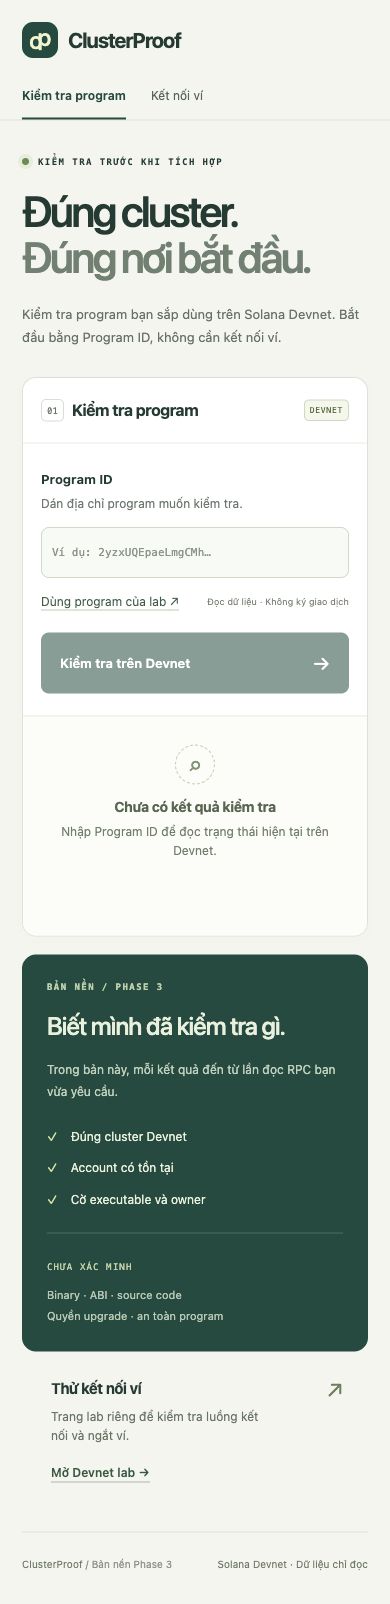 cp ClusterProof
Kiểm tra program Kết nối ví
KIỂM TRA TRƯỚC KHI TÍCH HỢP
Đúng cluster.
Đúng nơi bắt đầu.
Kiểm tra program bạn sắp dùng trên Solana Devnet. Bắt
đầu bằng Program ID, không cần kết nối ví.
01 Kiểm tra program DEVNET
Program ID
Dán địa chỉ program muốn kiểm tra.
Ví dụ: 2yzxUQEpaeLmgCMh…
Dùng program của lab ↗ Đọc dữ liệu · Không ký giao dịch
Kiểm tra trên Devnet →
Chưa có kết quả kiểm tra
Nhập Program ID để đọc trạng thái hiện tại trên
Devnet.
BẢN NỀN / PHASE 3
Biết mình đã kiểm tra gì.
Trong bản này, mỗi kết quả đến từ lần đọc RPC bạn
vừa yêu cầu.
✓ Đúng cluster Devnet
✓ Account có tồn tại
✓ Cờ executable và owner
CHƯA XÁC MINH
Binary · ABI · source code
Quyền upgrade · an toàn program
Thử kết nối ví ↗
Trang lab riêng để kiểm tra luồng kết
nối và ngắt ví.
Mở Devnet lab →
ClusterProof / Bản nền Phase 3 Solana Devnet · Dữ liệu chỉ đọc